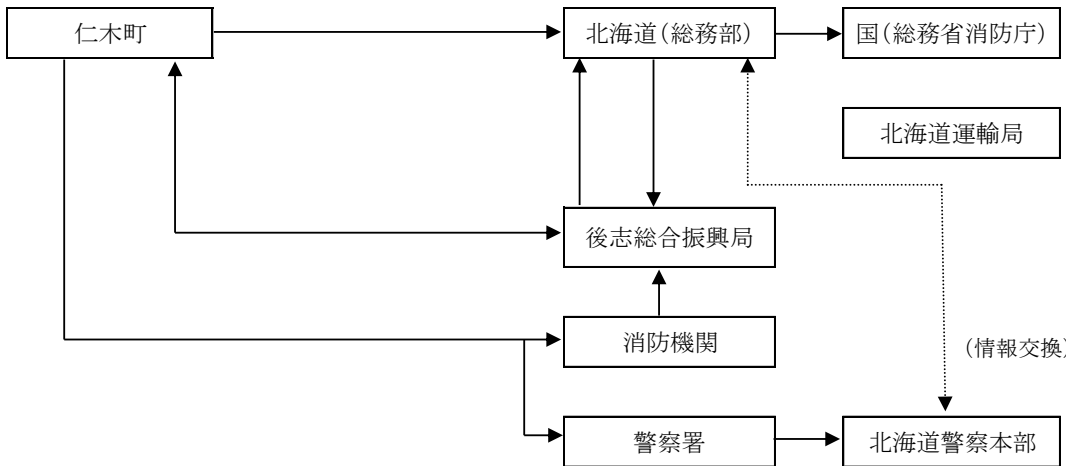 仁木町
北海道（総務部）
国（総務省消防庁）
北海道運輸局
後志総合振興局
消防機関
（情報交換）
警察署
北海道警察本部